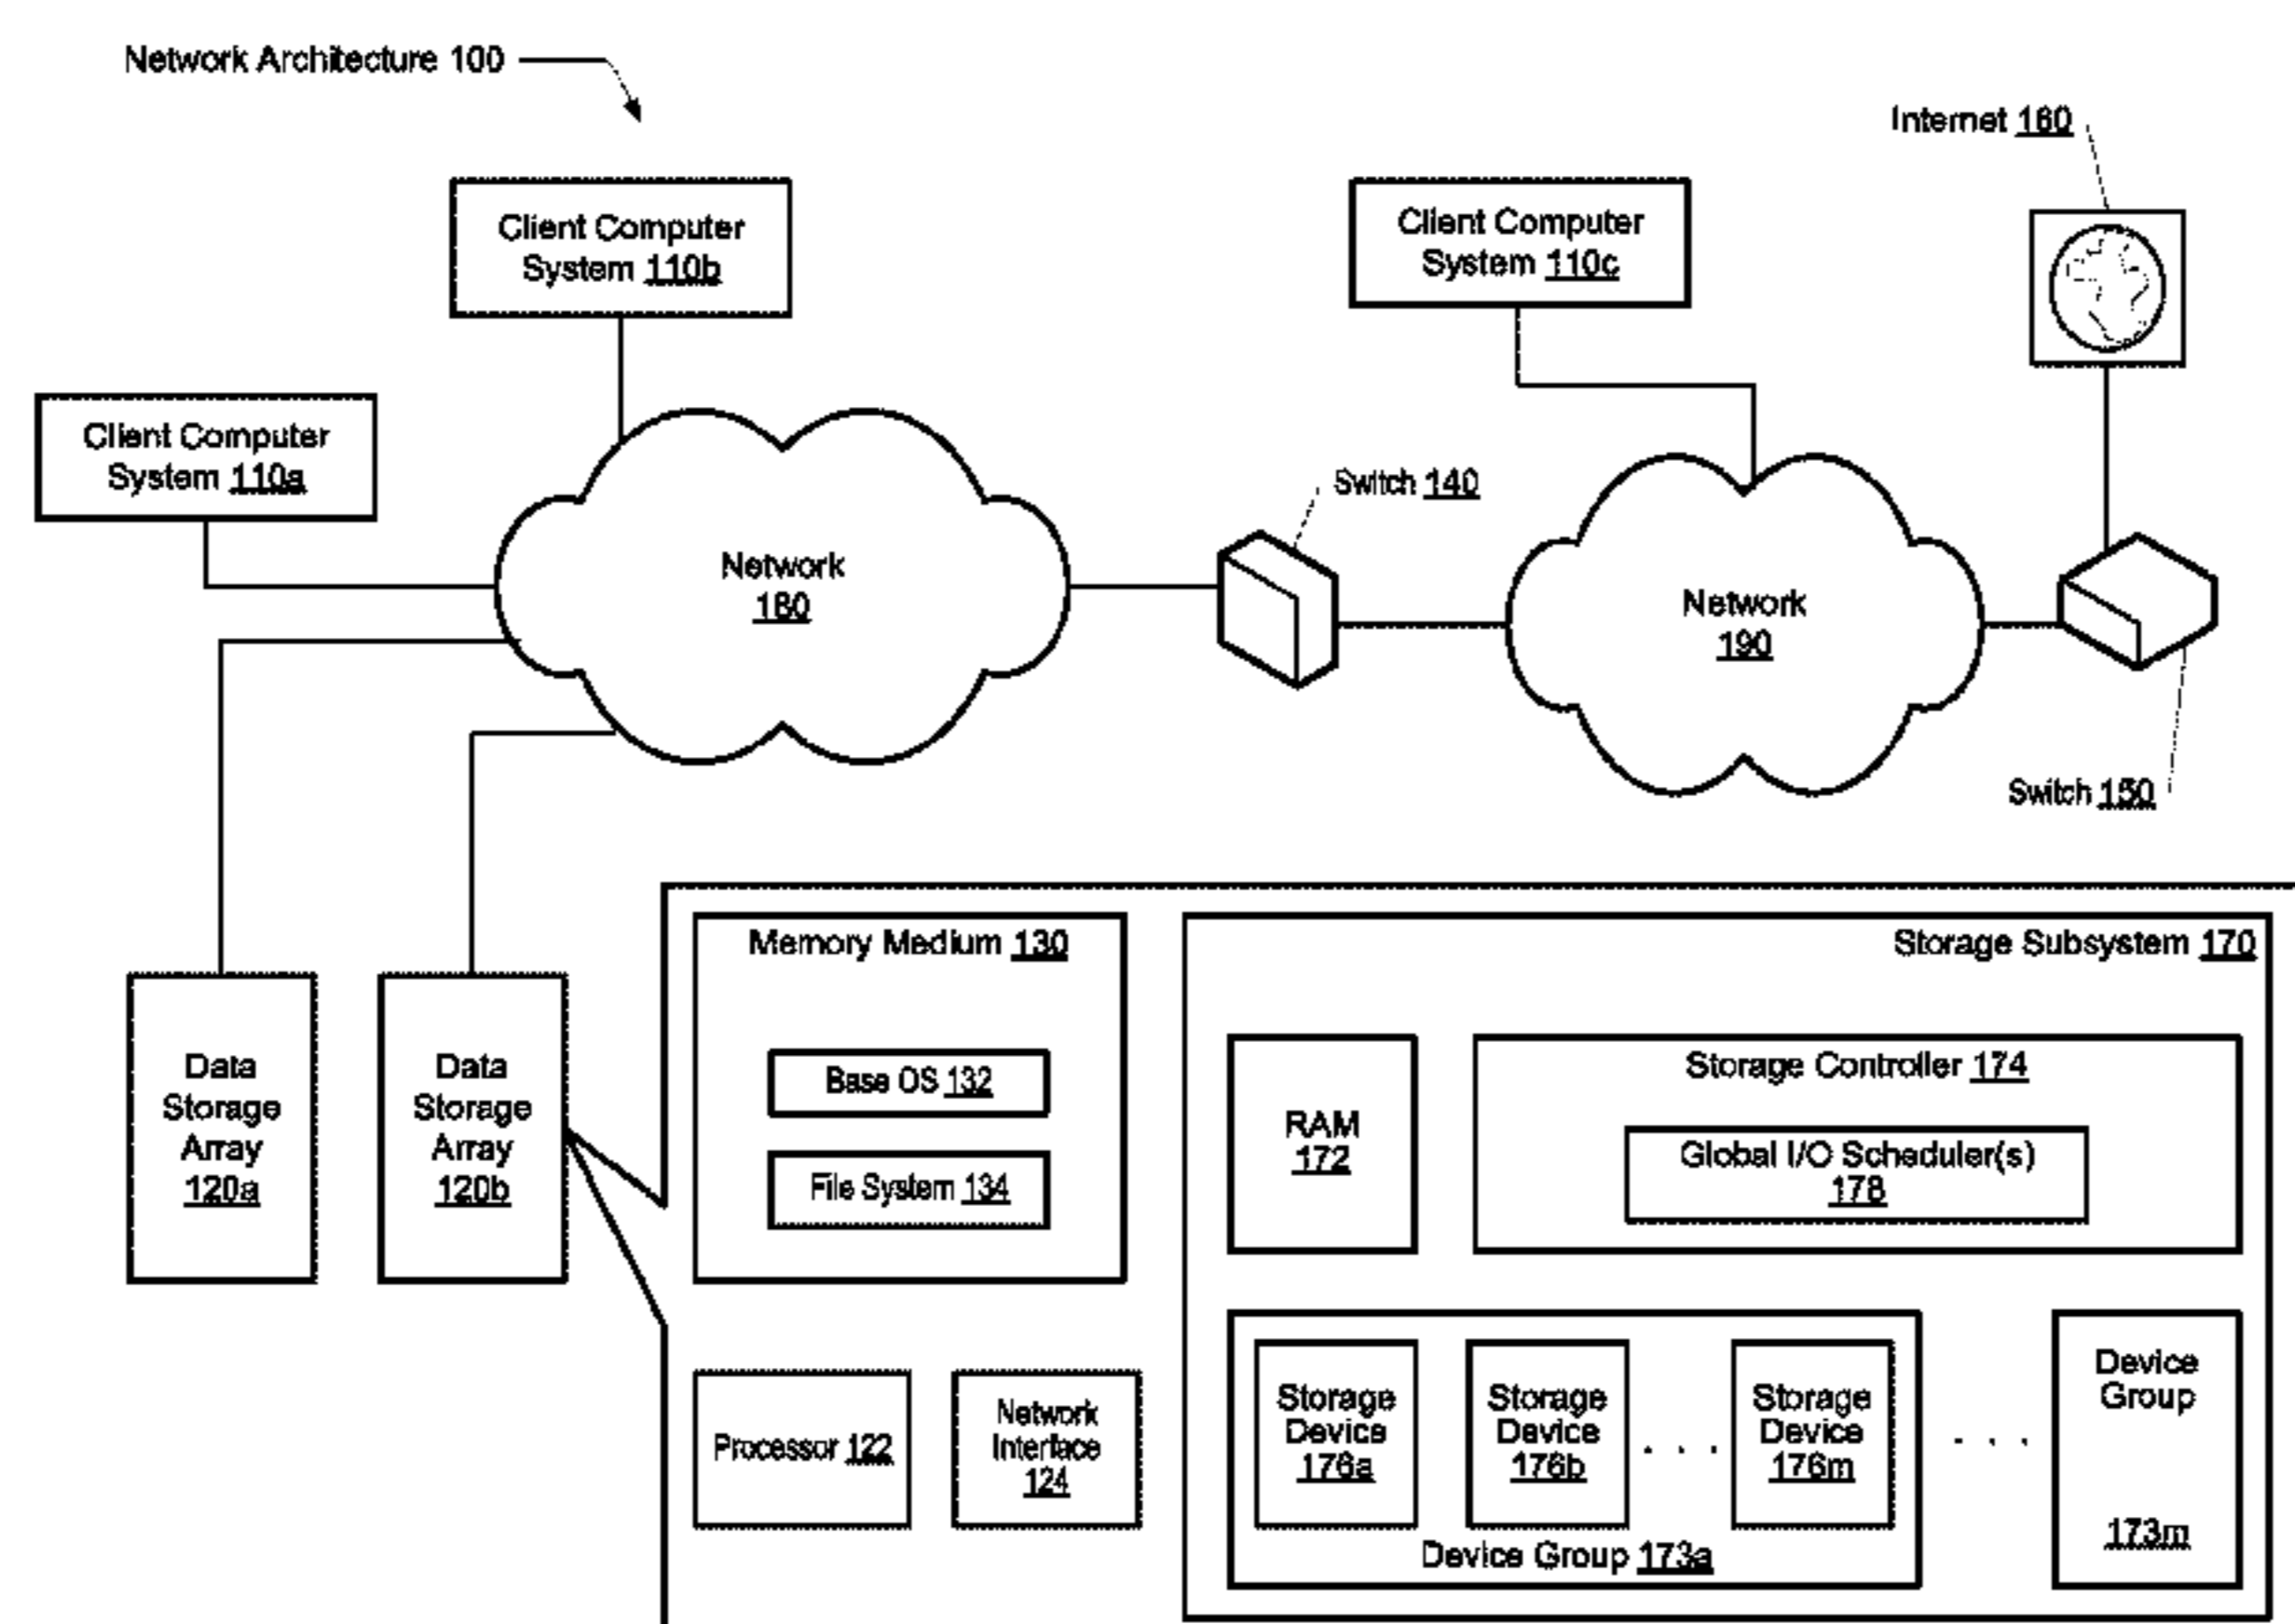 Network Architecture 100
Internet 160
Client Computer
System 110b
Client Computer
System 110c
Client Computer
System 110a
Switch 140
Network
180
Network
190
Switch 150
Memory Medium 130
Storage Subsystem 170
Data
Storage
Array
120a
Data
Storage
Array
120b
Base OS 132
File System 134
RAM
172
Storage Controller 174
Global I/O Scheduler(s)
178
Processor 122
Network
Interface
124
Storage
Device
176a
Storage
Device
176b
. . .
Storage
Device
176m
Device Group 173a
. . .
Device
Group
173m